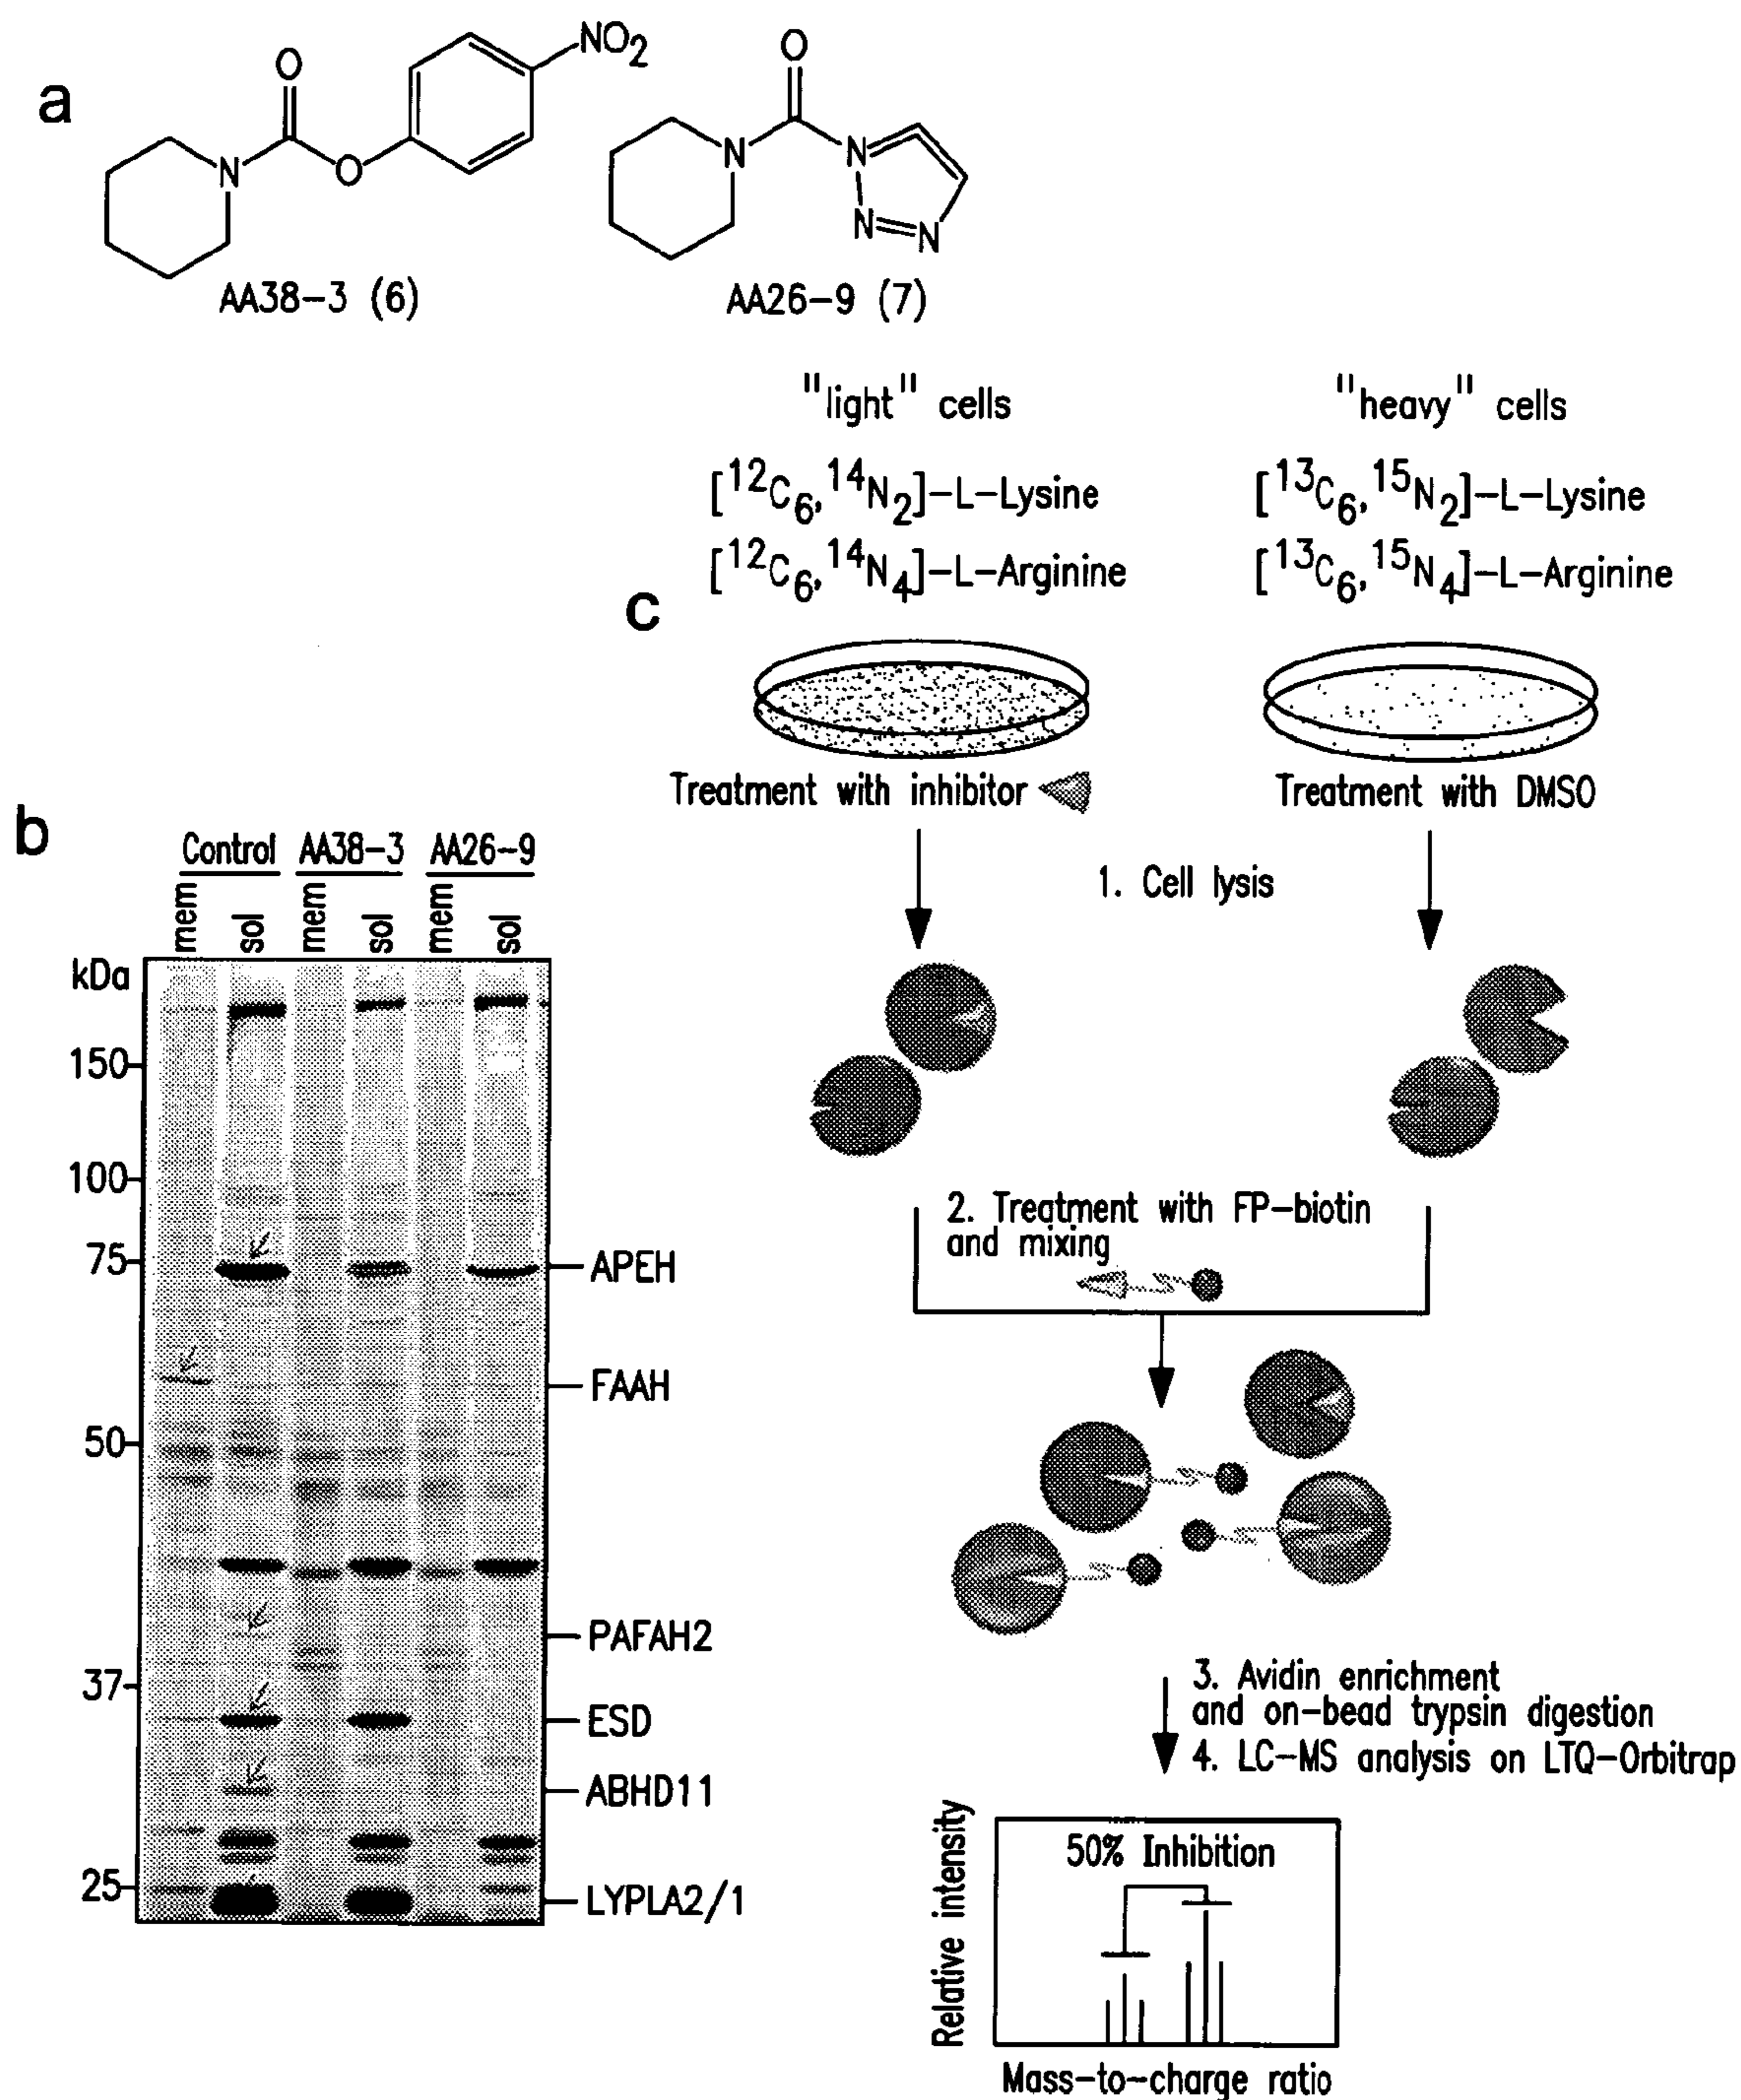 a
O
NO2
N
O
AA38-3 (6)
O
N
N
N
N
AA26-9 (7)
c
"light" cells
"heavy" cells
[12C6, 14N2]-L-Lysine
[13C6, 15N2]-L-Lysine
[12C6, 14N4]-L-Arginine
[13C6, 15N4]-L-Arginine
Treatment with inhibitor
Treatment with DMSO
1. Cell lysis
2. Treatment with FP-biotin
and mixing
3. Avidin enrichment
and on-bead trypsin digestion
4. LC-MS analysis on LTQ-Orbitrap
50% Inhibition
Relative intensity
Mass-to-charge ratio
b
Control AA38-3 AA26-9
mem sol mem sol mem sol
kDa
150
100
75
50
37
25
APEH
FAAH
PAFAH2
ESD
ABHD11
LYPLA2/1